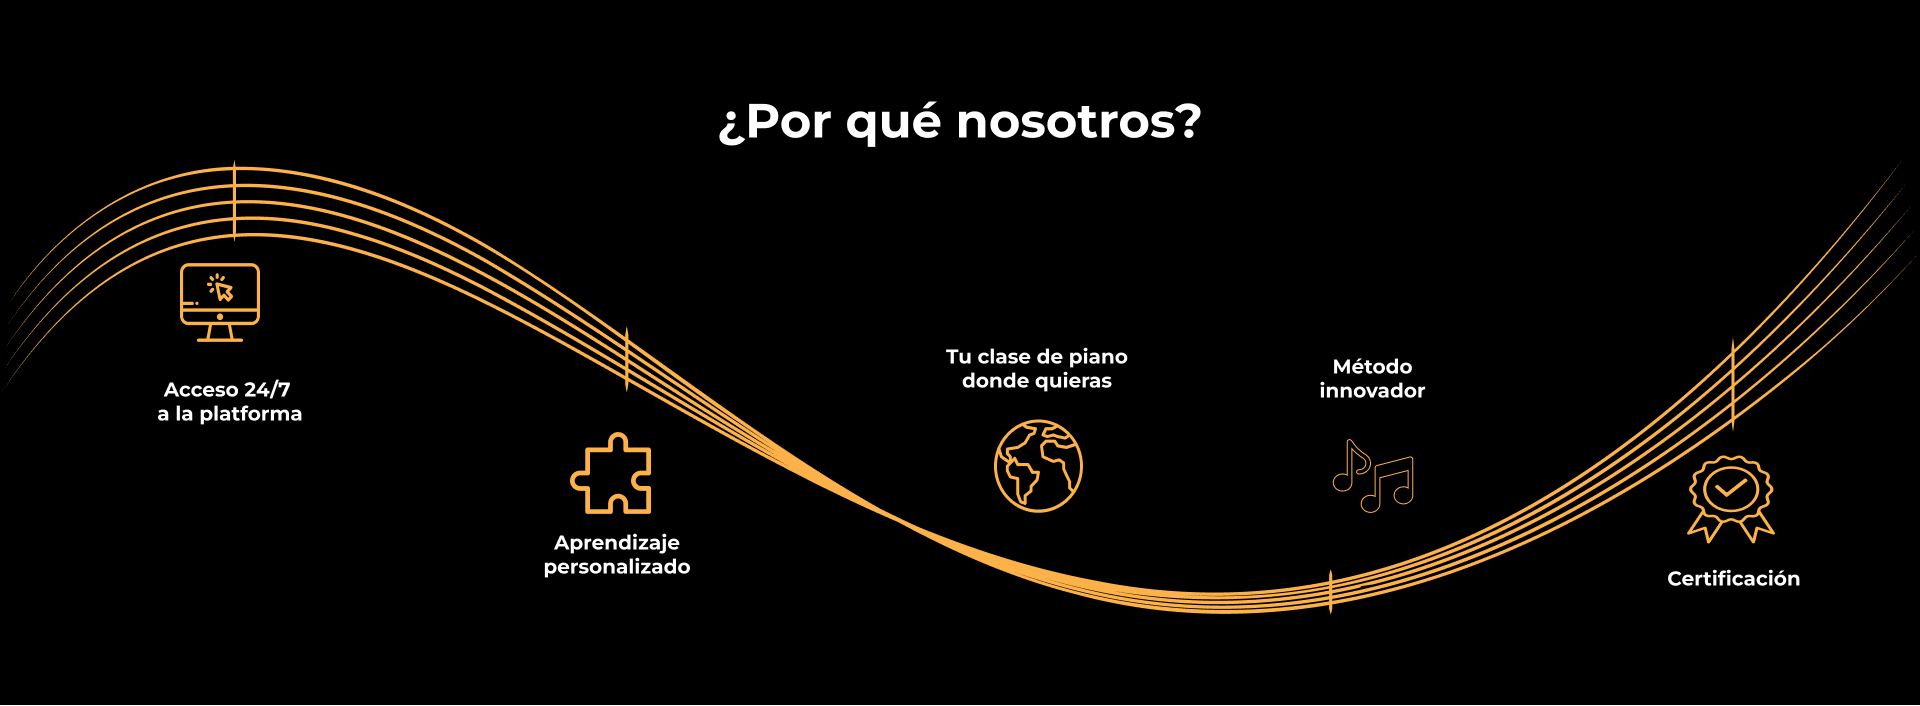 ¿Por qué nosotros?
Acceso 24/7
a la platforma
Aprendizaje
personalizado
Tu clase de piano
donde quieras
Método
innovador
Certificación